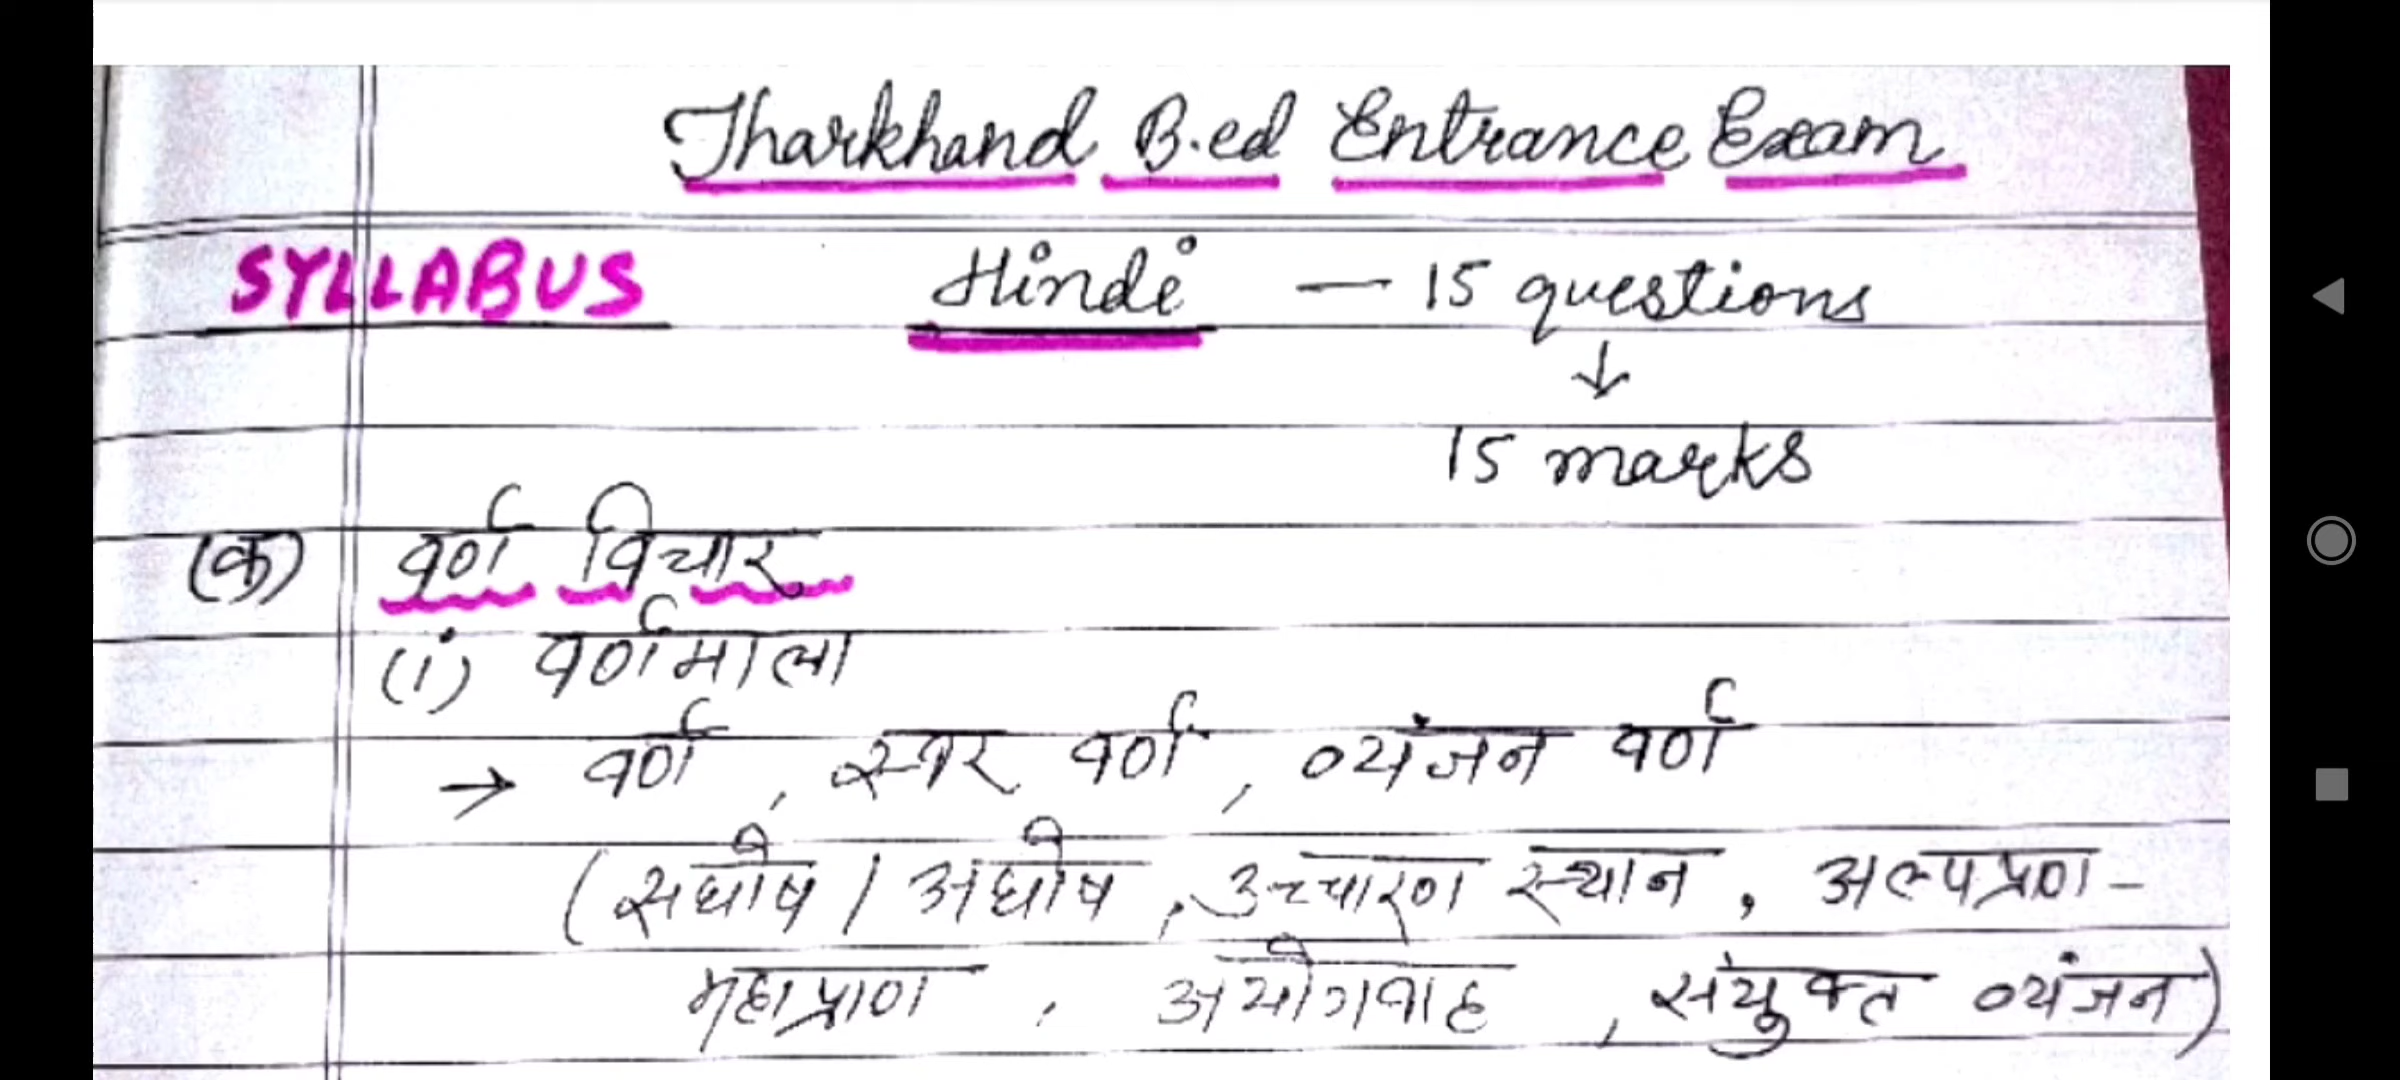 Jharkhand B.ed Entrance Exam
SYLLABUS Hindi — 15 questions
↓
15 marks
(क) वर्ण विचार
(i) वर्णमाला
→ वर्ण, स्वर वर्ण, व्यंजन वर्ण
(सघोष / अघोष, उच्चारण स्थान, अल्पप्राण-
महाप्राण, अयोगवाह, संयुक्त व्यंजन)